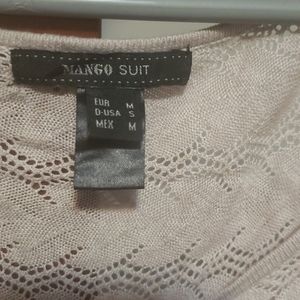 MANGO SUIT
EUR M
D-USA S
MEX M